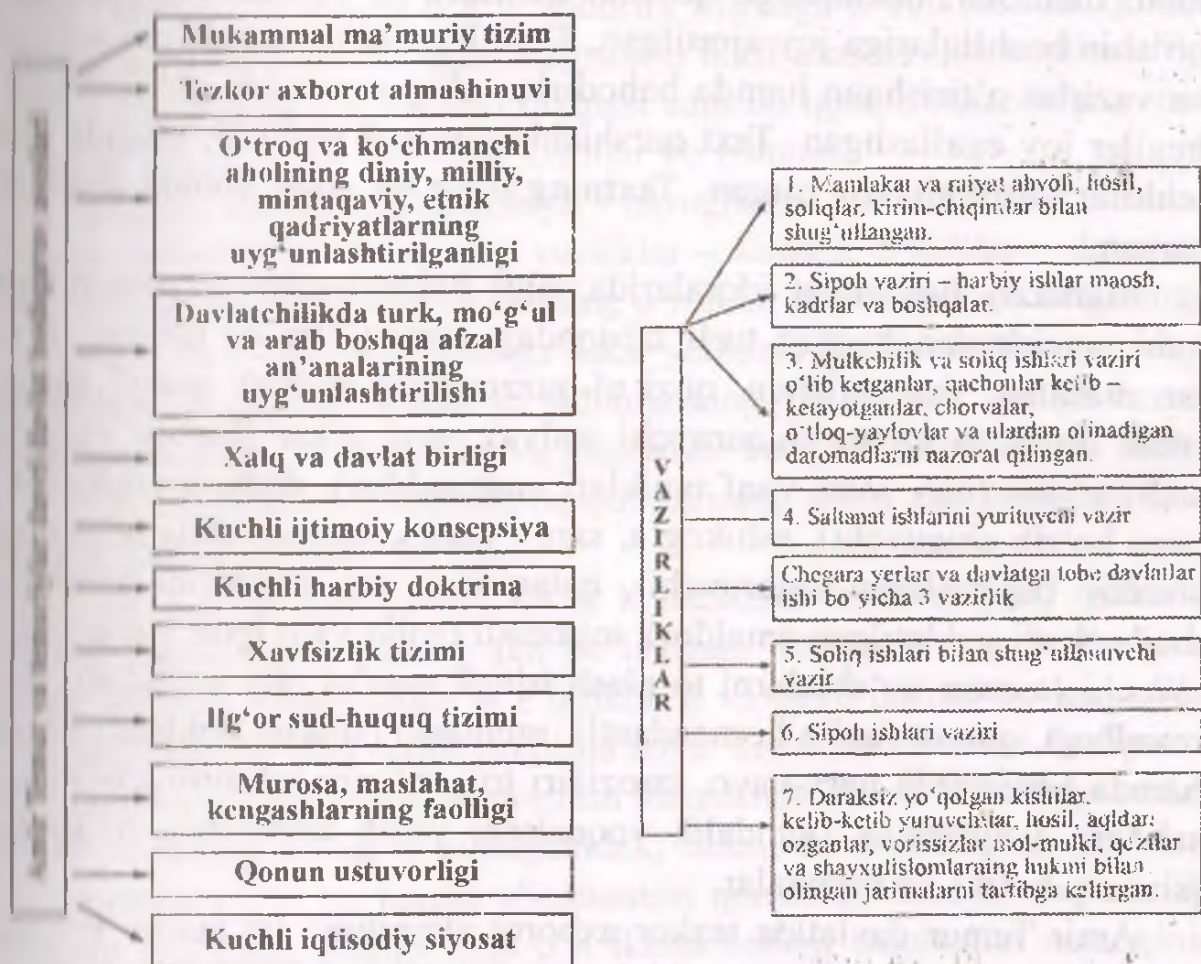 Mukammal ma'muriy tizim
Tezkor axborot almashinuvi
O'troq va ko'chmanchi
aholining diniy, milliy,
mintaqaviy, etnik
qadriyatlarning
uyg'unlashtirilganligi
Davlatchilikda turk, mo'g'ul
va arab boshqa afzal
an'analarining
uyg'unlashtirilishi
Xalq va davlat birligi
Kuchli ijtimoiy konsepsiya
Kuchli harbiy doktrina
Xavfsizlik tizimi
Ilg'or sud-huquq tizimi
Murosa, maslahat,
kengashlarning faolligi
Qonun ustuvorligi
Kuchli iqtisodiy siyosat
VAZIRLIKLAR
1. Mamlakat va raiyat ahvoli, hosil,
soliqlar, kirim-chiqimlar bilan
shug'ullangan.
2. Sipoh vaziri – harbiy ishlar maosh,
kadrlar va boshqalar.
3. Mulkchilik va soliq ishlari vaziri
o'lib ketganlar, qachonlar kelib –
ketayotganlar, chorvalar,
o'tloq-yaylovlar va ulardan olinadigan
daromadlarni nazorat qilingan.
4. Saltanat ishlarini yurituvchi vazir
Chegara yerlar va davlatga tobe davlatlar
ishi bo'yicha 3 vazirlik
5. Soliq ishlari bilan shug'ullanuvchi
vazir
6. Sipoh ishlari vaziri
7. Daraksiz yo'qolgan kishilar,
kelib-ketib yuruvchilar, hosil, aqldan
ozganlar, vorissizlar mol-mulki, qozilar
va shayxulislomlarning hukmi bilan
olingan jarimalarni tartibga keltirgan.